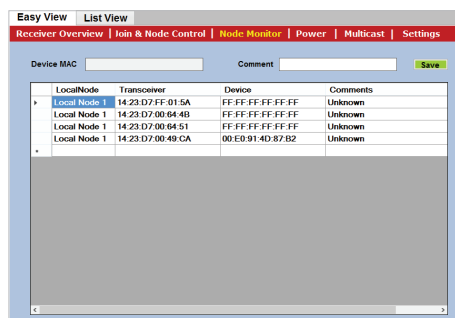 Easy View List View
Receiver Overview | Join & Node Control | Node Monitor | Power | Multicast | Settings
Device MAC Comment Save
LocalNode Transceiver Device Comments
Local Node 1 14:23:D7:FF:01:5A FF:FF:FF:FF:FF:FF Unknown
Local Node 1 14:23:D7:00:64:4B FF:FF:FF:FF:FF:FF Unknown
Local Node 1 14:23:D7:00:64:51 FF:FF:FF:FF:FF:FF Unknown
Local Node 1 14:23:D7:00:49:CA 00:E0:91:4D:87:B2 Unknown